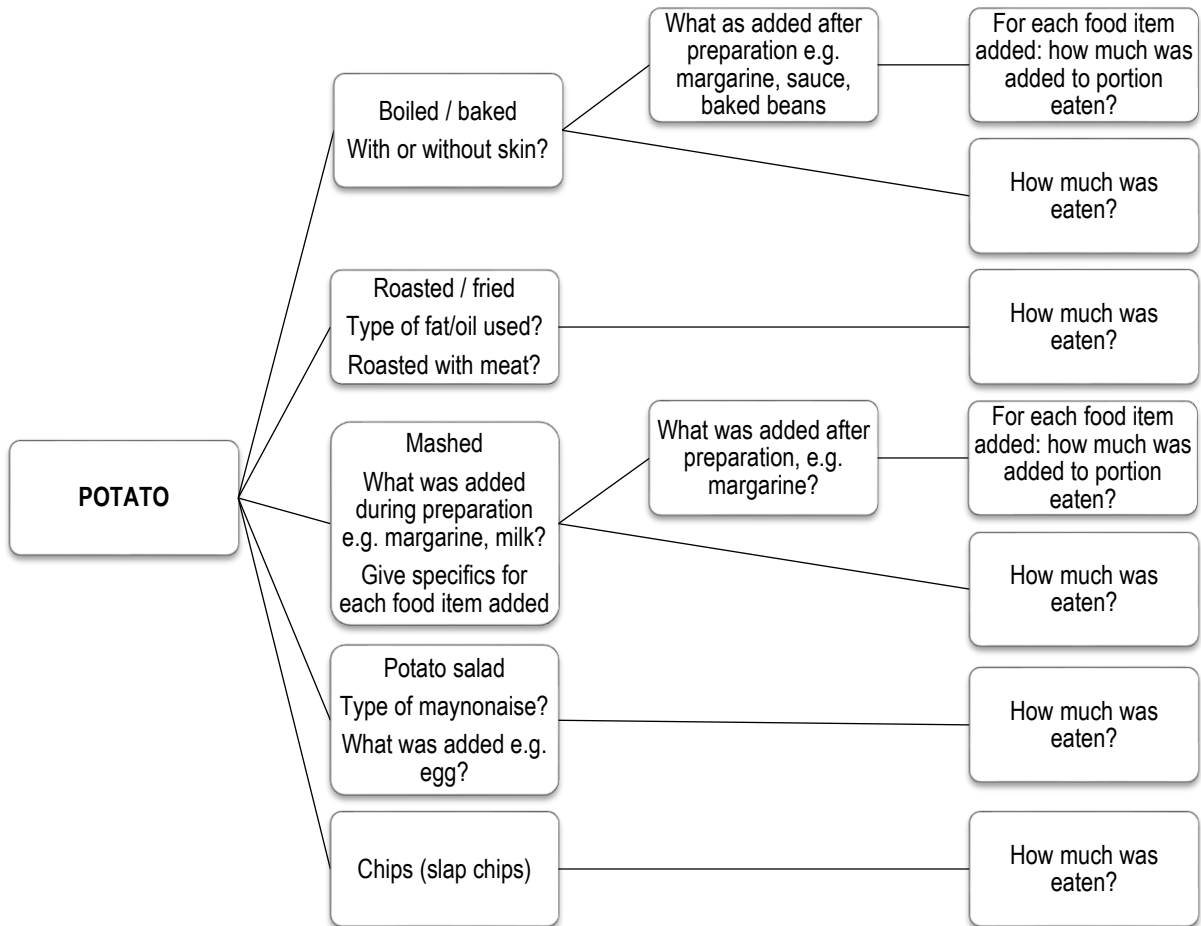 POTATO
Boiled / baked
With or without skin?
What as added after
preparation e.g.
margarine, sauce,
baked beans
For each food item
added: how much was
added to portion
eaten?
How much was
eaten?
Roasted / fried
Type of fat/oil used?
Roasted with meat?
How much was
eaten?
Mashed
What was added
during preparation
e.g. margarine, milk?
Give specifics for
each food item added
What was added after
preparation, e.g.
margarine?
For each food item
added: how much was
added to portion
eaten?
How much was
eaten?
Potato salad
Type of maynonaise?
What was added e.g.
egg?
How much was
eaten?
Chips (slap chips)
How much was
eaten?